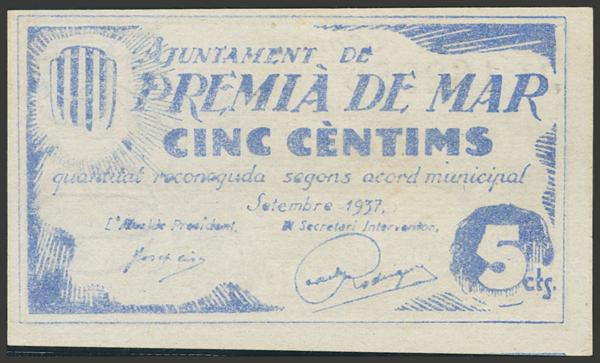 AJUNTAMENT DE
PREMIÀ DE MAR
CINC CÈNTIMS
quantitat reconeguda segons acord municipal
Setembre 1937.
L'Alcalde President, El Secretari Interventor,
Rodriguez
5 cts.